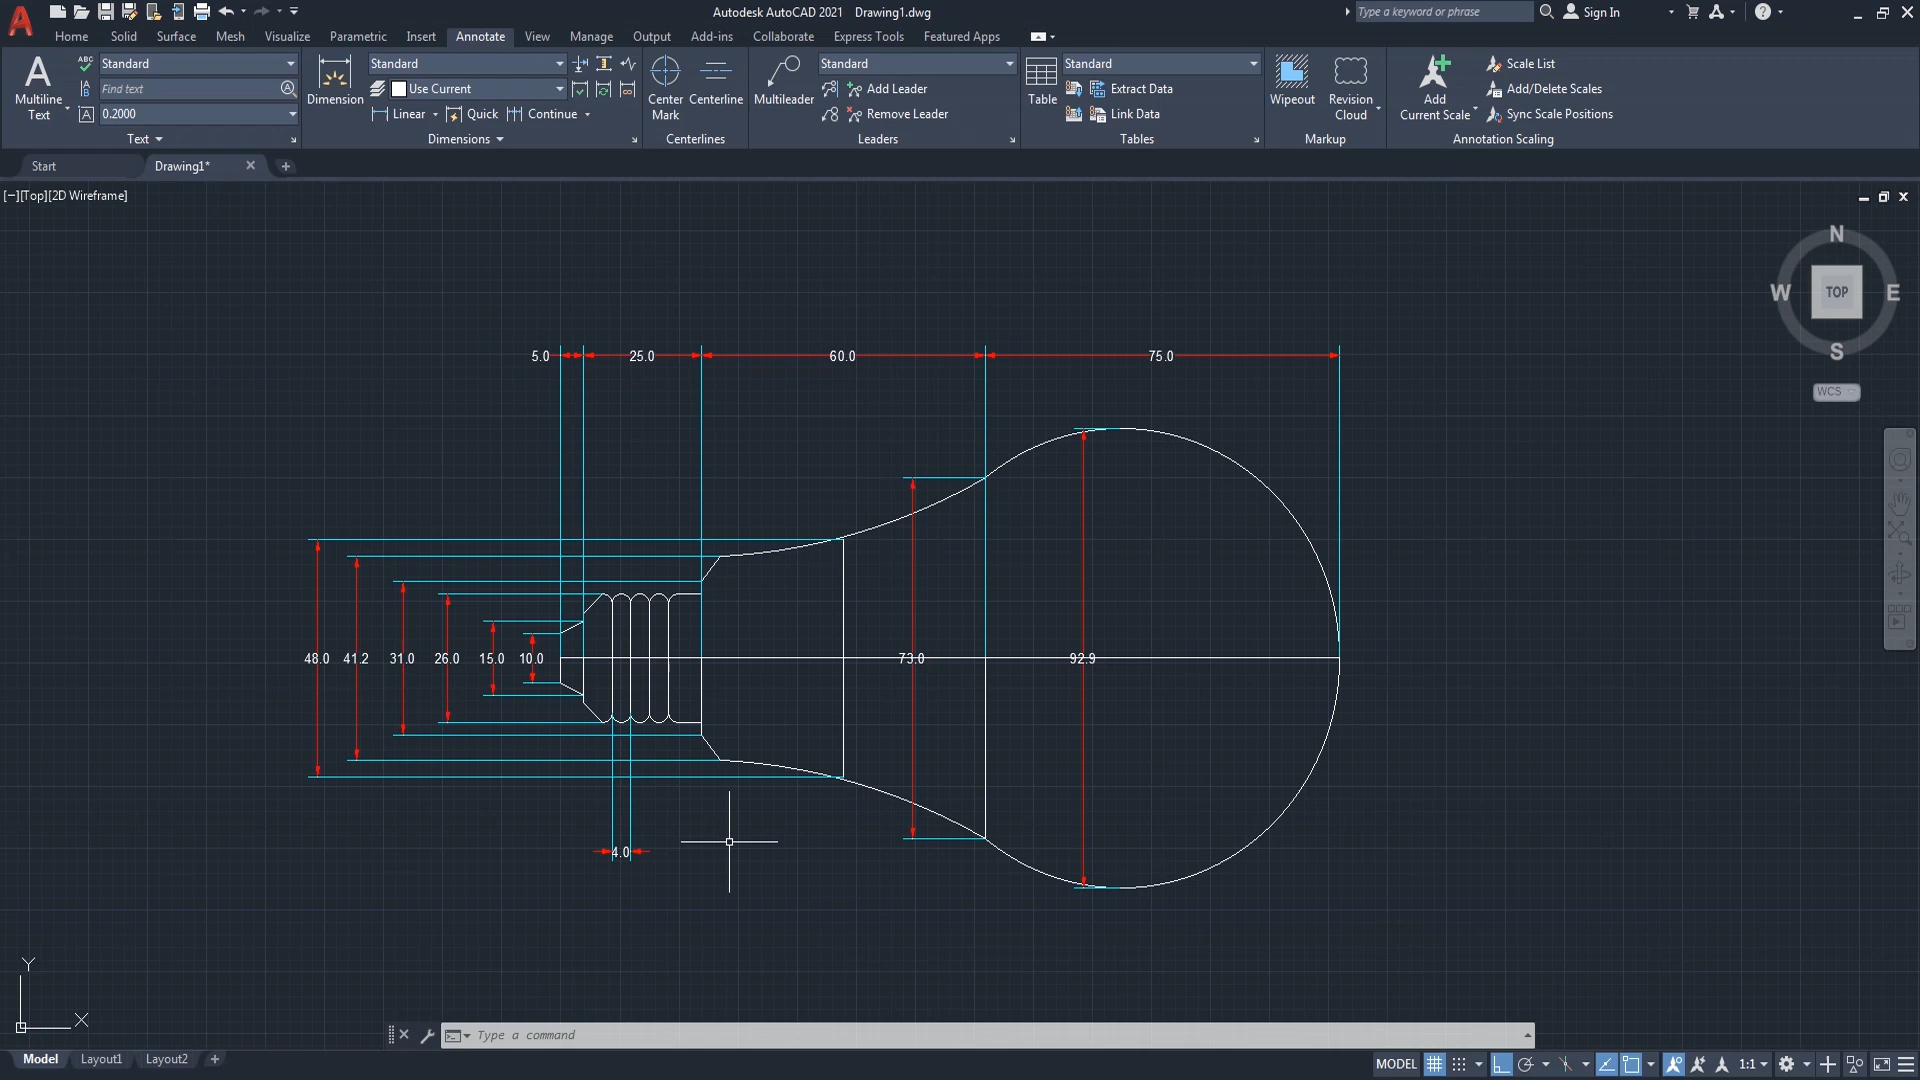 Autodesk AutoCAD 2021 Drawing1.dwg
Type a keyword or phrase
Sign In
Home Solid Surface Mesh Visualize Parametric Insert Annotate View Manage Output Add-ins Collaborate Express Tools Featured Apps
Multiline
Text
Standard
Find text
0.2000
Text
Dimension
Standard
Use Current
Linear Quick Continue
Dimensions
Center
Mark
Centerline
Centerlines
Multileader
Standard
Add Leader
Remove Leader
Leaders
Table
Standard
Extract Data
Link Data
Tables
Wipeout
Revision
Cloud
Markup
Add
Current Scale
Scale List
Add/Delete Scales
Sync Scale Positions
Annotation Scaling
Start
Drawing1*
[−][Top][2D Wireframe]
N
W TOP E
S
WCS
5.0 25.0 60.0 75.0
48.0 41.2 31.0 26.0 15.0 10.0 73.0 92.9
4.0
Y
X
Type a command
Model Layout1 Layout2
MODEL
1:1